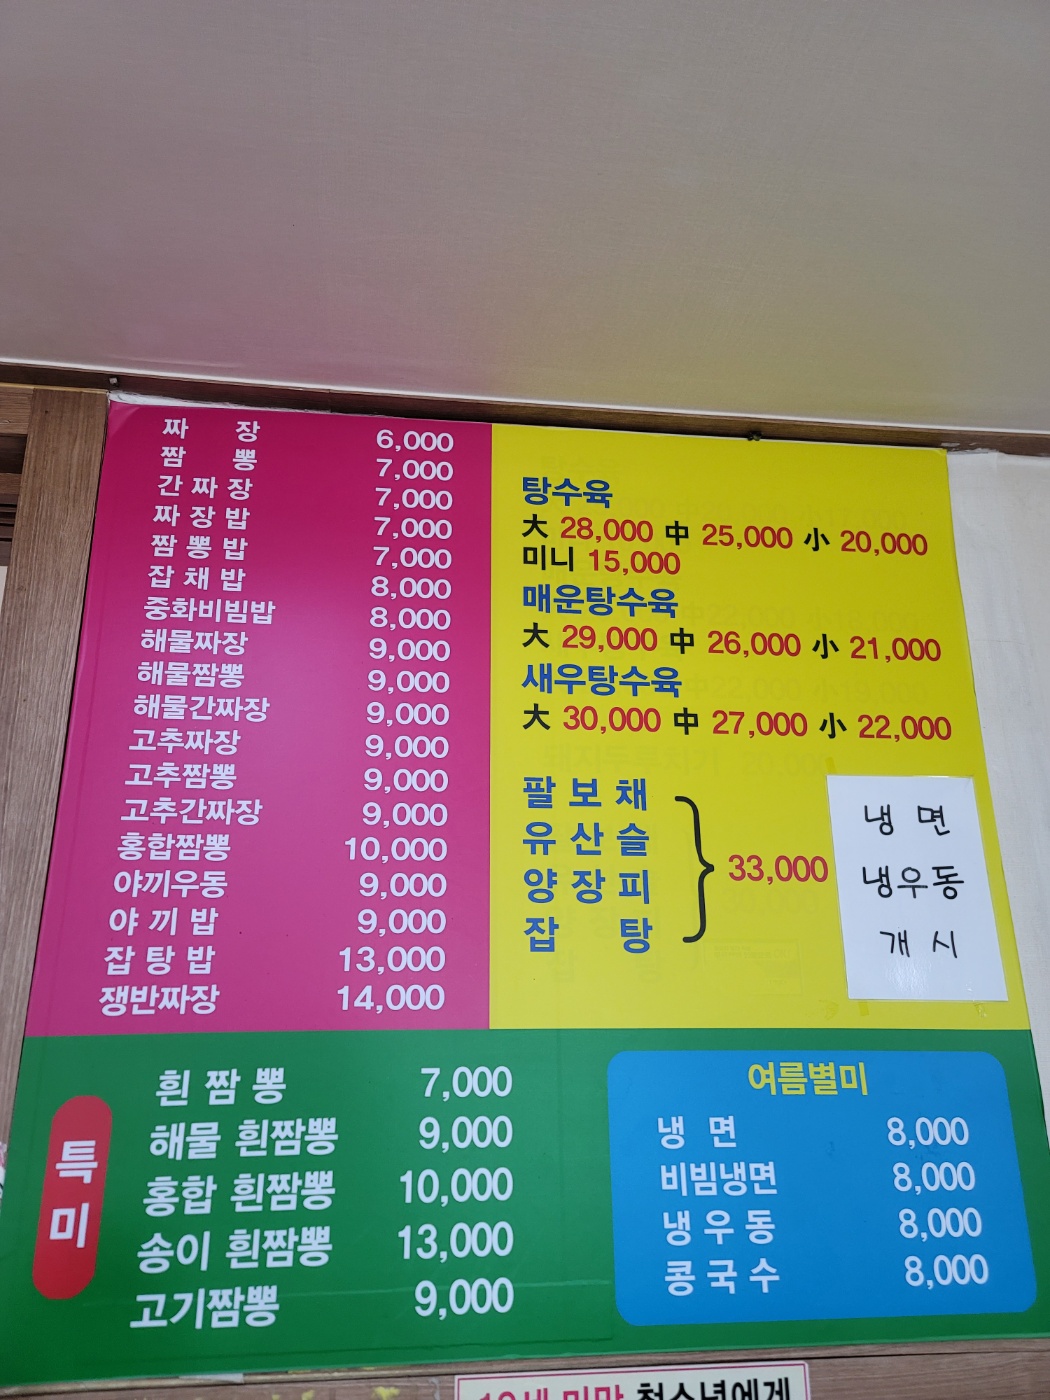 짜 장 6,000
짬 뽕 7,000
간 짜 장 7,000
짜 장 밥 7,000
짬 뽕 밥 7,000
잡 채 밥 8,000
중화비빔밥 8,000
해물짜장 9,000
해물짬뽕 9,000
해물간짜장 9,000
고추짜장 9,000
고추짬뽕 9,000
고추간짜장 9,000
홍합짬뽕 10,000
야끼우동 9,000
야 끼 밥 9,000
잡 탕 밥 13,000
쟁반짜장 14,000
탕수육
大 28,000 中 25,000 小 20,000
미니 15,000
매운탕수육
大 29,000 中 26,000 小 21,000
새우탕수육
大 30,000 中 27,000 小 22,000
팔 보 채
유 산 슬
양 장 피
잡 탕
33,000
냉 면
냉우동
개 시
특미
흰 짬 뽕 7,000
해물 흰짬뽕 9,000
홍합 흰짬뽕 10,000
송이 흰짬뽕 13,000
고기짬뽕 9,000
여름별미
냉 면 8,000
비빔냉면 8,000
냉 우 동 8,000
콩 국 수 8,000
19세 미만 청소년에게